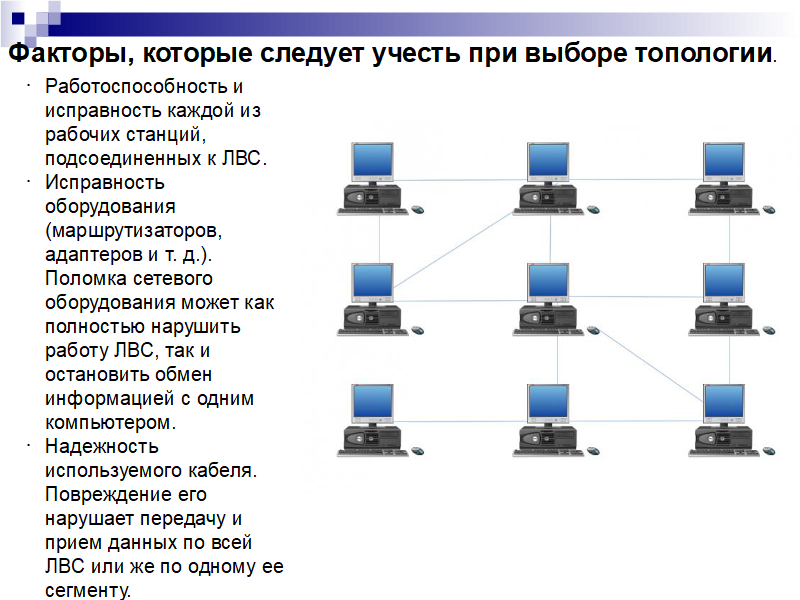 Факторы, которые следует учесть при выборе топологии.
· Работоспособность и
исправность каждой из
рабочих станций,
подсоединенных к ЛВС.
· Исправность
оборудования
(маршрутизаторов,
адаптеров и т. д.).
Поломка сетевого
оборудования может как
полностью нарушить
работу ЛВС, так и
остановить обмен
информацией с одним
компьютером.
· Надежность
используемого кабеля.
Повреждение его
нарушает передачу и
прием данных по всей
ЛВС или же по одному ее
сегменту.